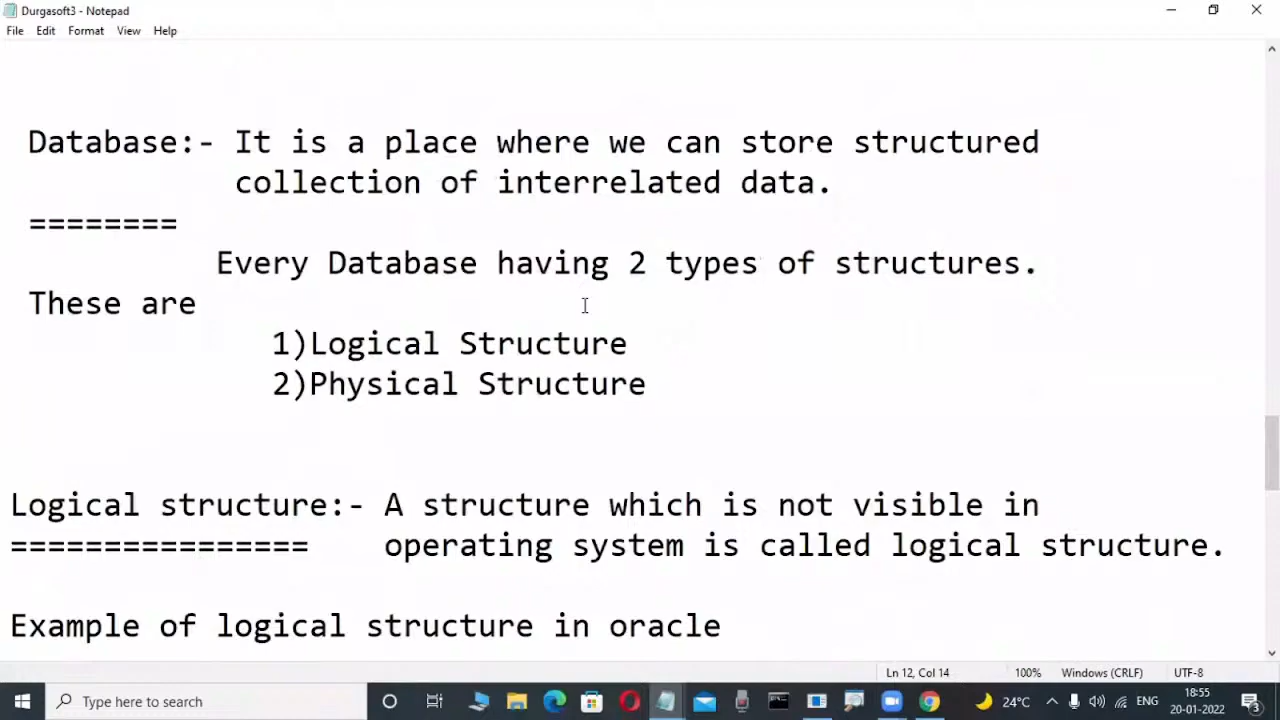 Durgasoft3 - Notepad
File Edit Format View Help
Database:- It is a place where we can store structured
collection of interrelated data.
========
Every Database having 2 types of structures.
These are
1)Logical Structure
2)Physical Structure
Logical structure:- A structure which is not visible in
================ operating system is called logical structure.
Example of logical structure in oracle
Ln 12, Col 14 100% Windows (CRLF) UTF-8
Type here to search 24°C ENG 18:55
20-01-2022 3